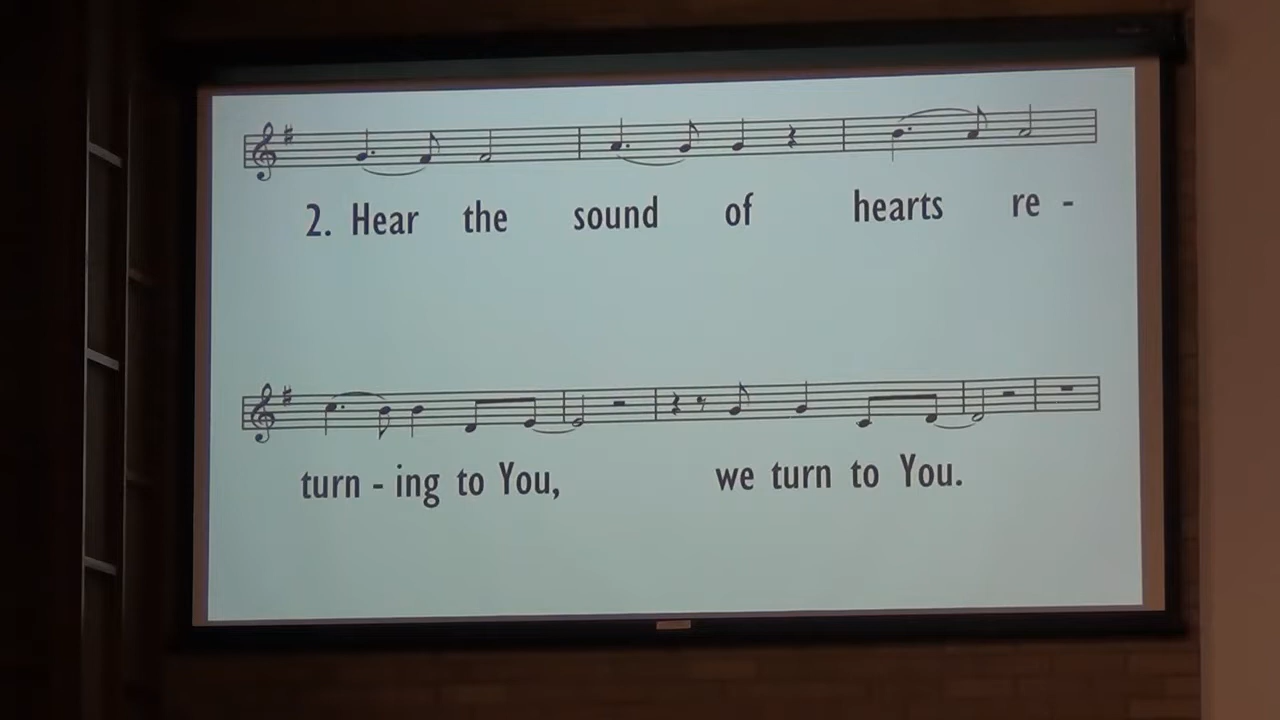 2. Hear the sound of hearts re -
turn - ing to You, we turn to You.